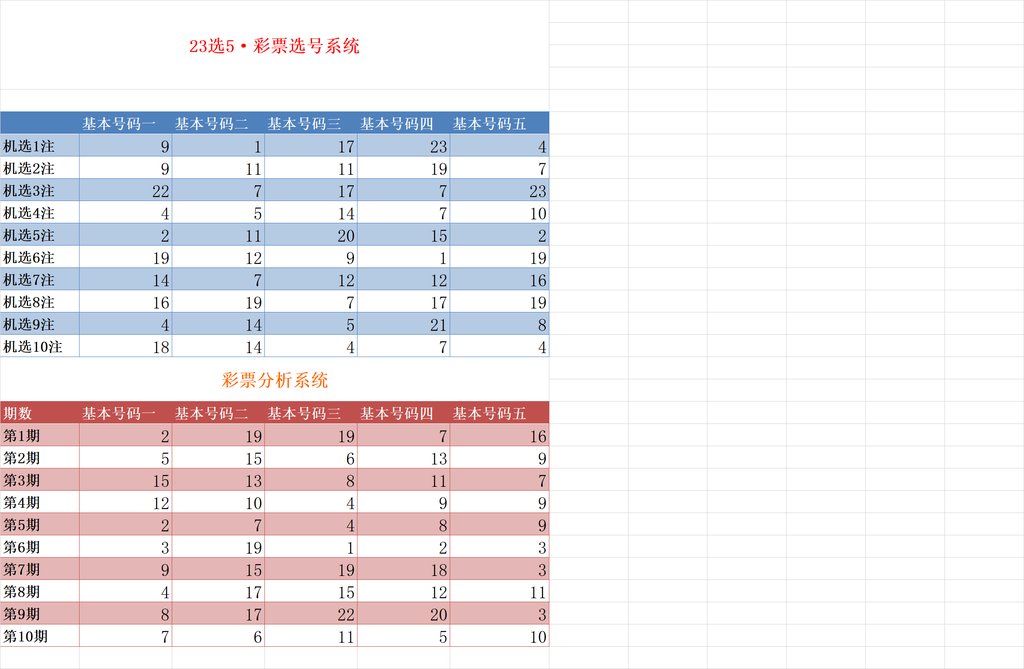 23选5·彩票选号系统
基本号码一 基本号码二 基本号码三 基本号码四 基本号码五
机选1注 9 1 17 23 4
机选2注 9 11 11 19 7
机选3注 22 7 17 7 23
机选4注 4 5 14 7 10
机选5注 2 11 20 15 2
机选6注 19 12 9 1 19
机选7注 14 7 12 12 16
机选8注 16 19 7 17 19
机选9注 4 14 5 21 8
机选10注 18 14 4 7 4
彩票分析系统
期数 基本号码一 基本号码二 基本号码三 基本号码四 基本号码五
第1期 2 19 19 7 16
第2期 5 15 6 13 9
第3期 15 13 8 11 7
第4期 12 10 4 9 9
第5期 2 7 4 8 9
第6期 3 19 1 2 3
第7期 9 15 19 18 3
第8期 4 17 15 12 11
第9期 8 17 22 20 3
第10期 7 6 11 5 10